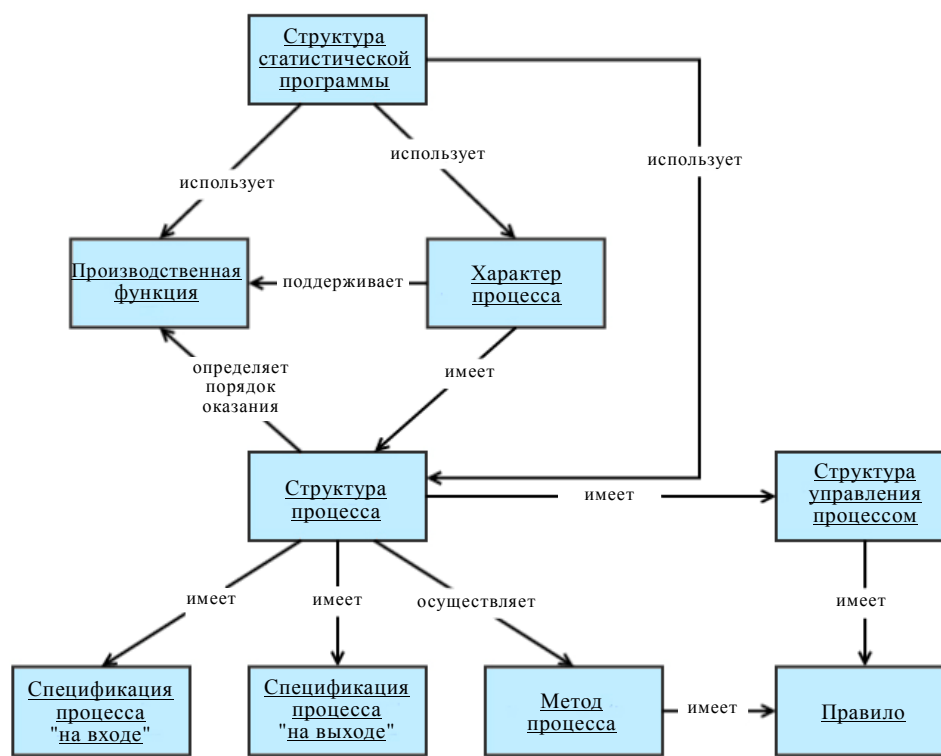 Структура
статистической
программы
использует
использует
использует
Производственная
функция
поддерживает
Характер
процесса
определяет
порядок
оказания
имеет
Структура
процесса
имеет
Структура
управления
процессом
имеет
имеет
осуществляет
имеет
Спецификация
процесса
"на входе"
Спецификация
процесса
"на выходе"
Метод
процесса
имеет
Правило